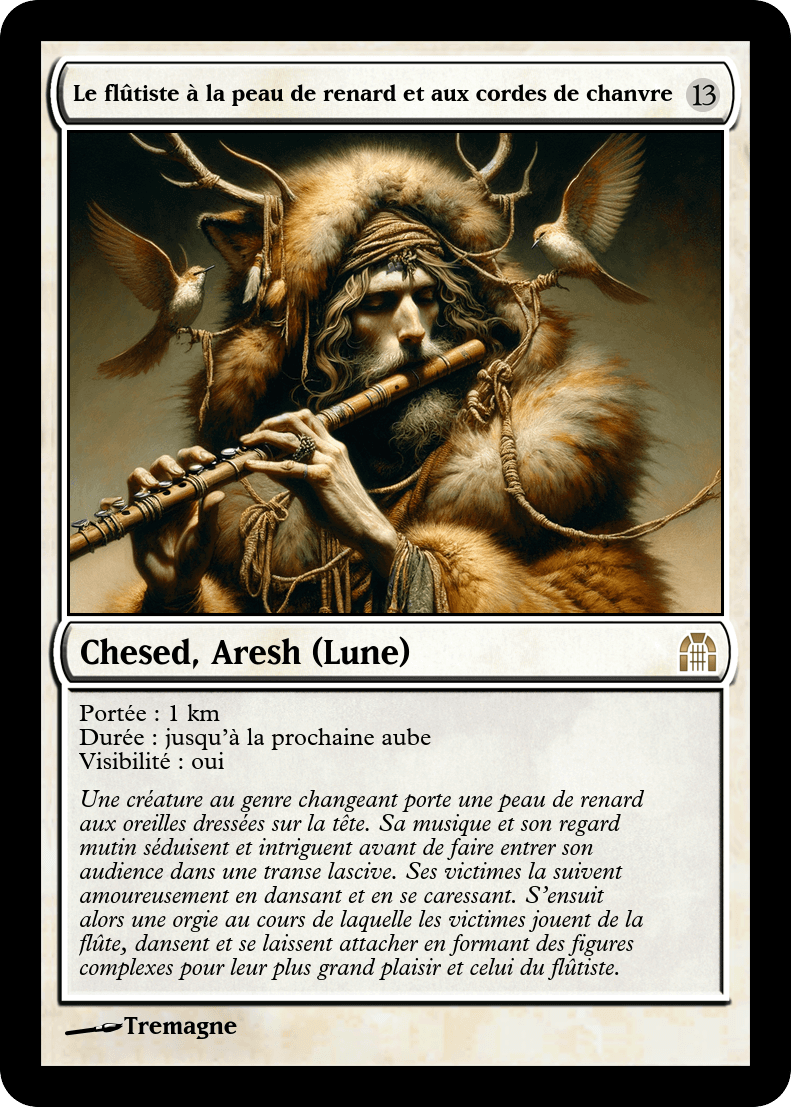 Le flûtiste à la peau de renard et aux cordes de chanvre 13
Chesed, Aresh (Lune)
Portée : 1 km
Durée : jusqu'à la prochaine aube
Visibilité : oui
Une créature au genre changeant porte une peau de renard
aux oreilles dressées sur la tête. Sa musique et son regard
mutin séduisent et intriguent avant de faire entrer son
audience dans une transe lascive. Ses victimes la suivent
amoureusement en dansant et en se caressant. S'ensuit
alors une orgie au cours de laquelle les victimes jouent de la
flûte, dansent et se laissent attacher en formant des figures
complexes pour leur plus grand plaisir et celui du flûtiste.
Tremagne